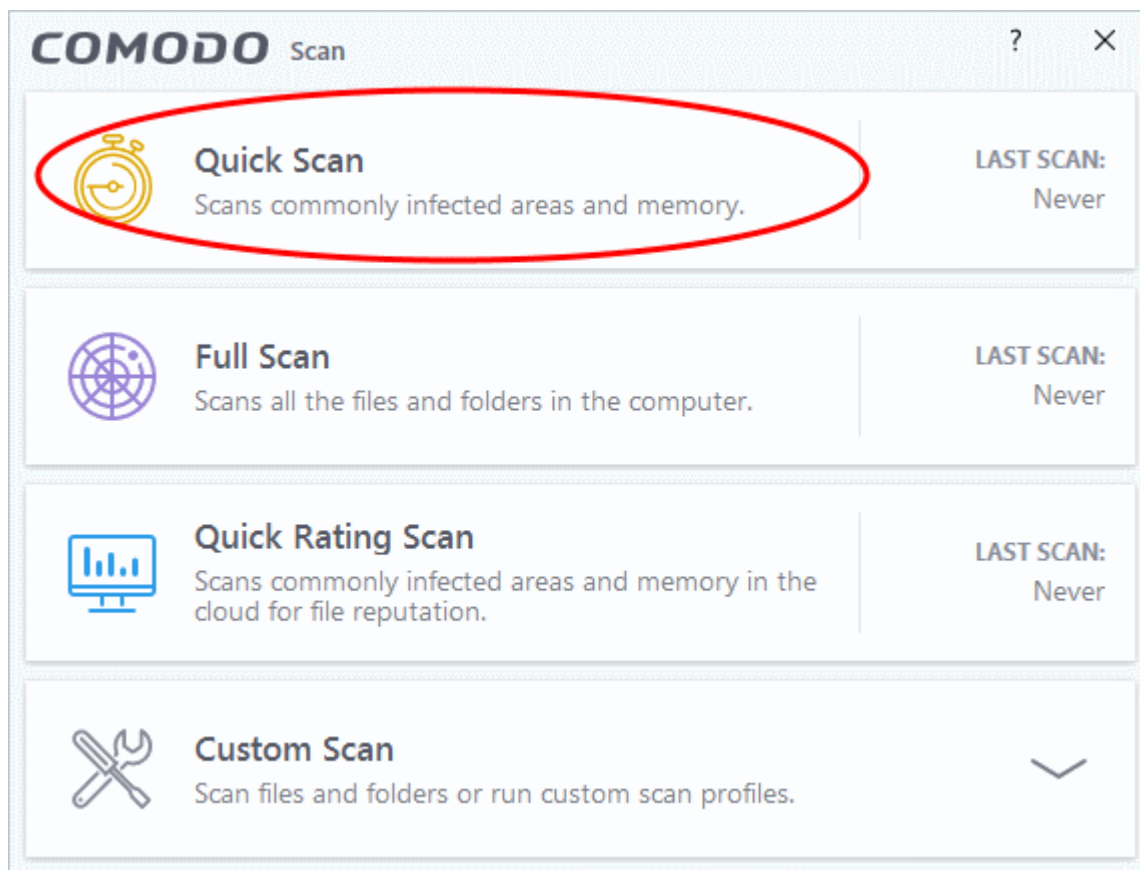 COMODO Scan ?
Quick Scan
Scans commonly infected areas and memory.
LAST SCAN:
Never
Full Scan
Scans all the files and folders in the computer.
LAST SCAN:
Never
Quick Rating Scan
Scans commonly infected areas and memory in the
cloud for file reputation.
LAST SCAN:
Never
Custom Scan
Scan files and folders or run custom scan profiles.